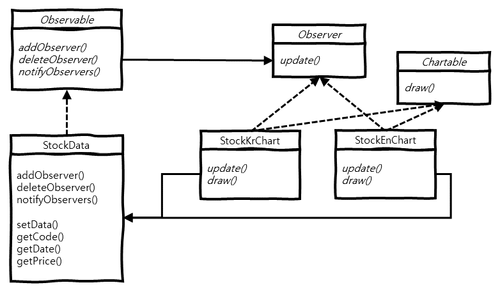 Observable
addObserver()
deleteObserver()
notifyObservers()
Observer
update()
Chartable
draw()
StockData
addObserver()
deleteObserver()
notifyObservers()
setData()
getCode()
getDate()
getPrice()
StockKrChart
update()
draw()
StockEnChart
update()
draw()